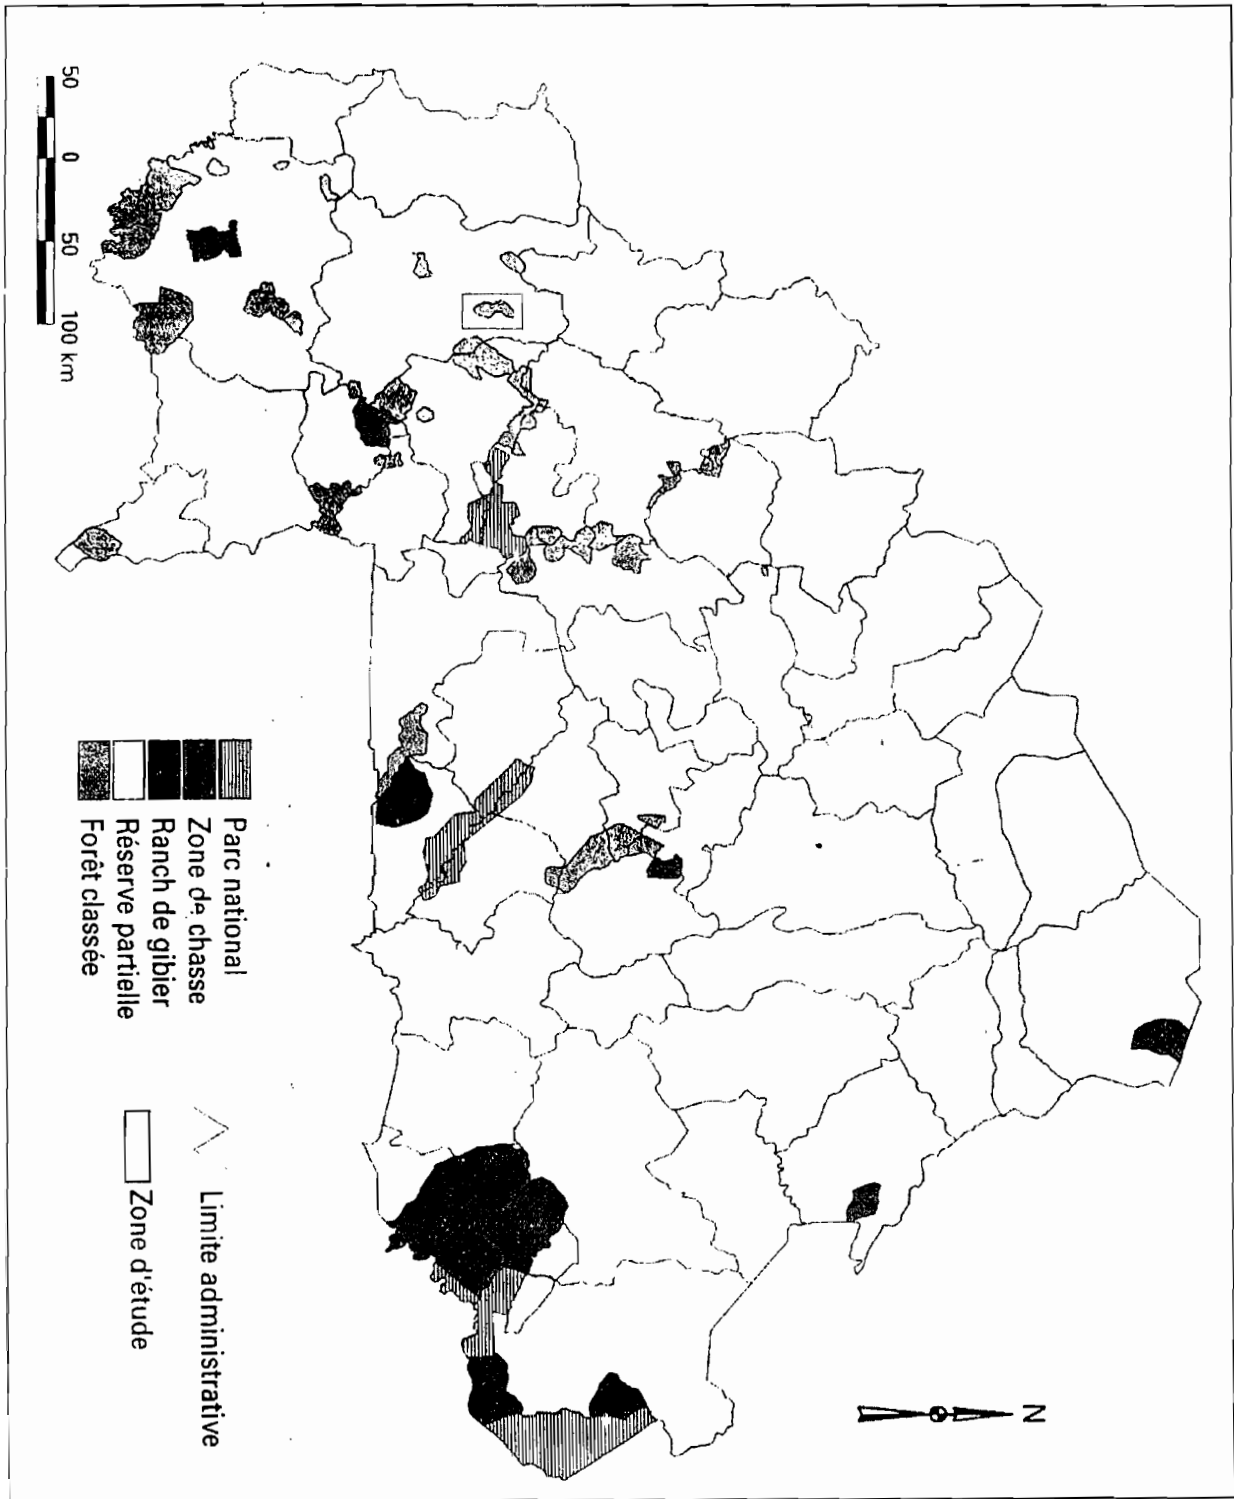 N
50 0 50 100 km
Parc national
Zone de chasse
Ranch de gibier
Réserve partielle
Forêt classée
Limite administrative
Zone d'étude